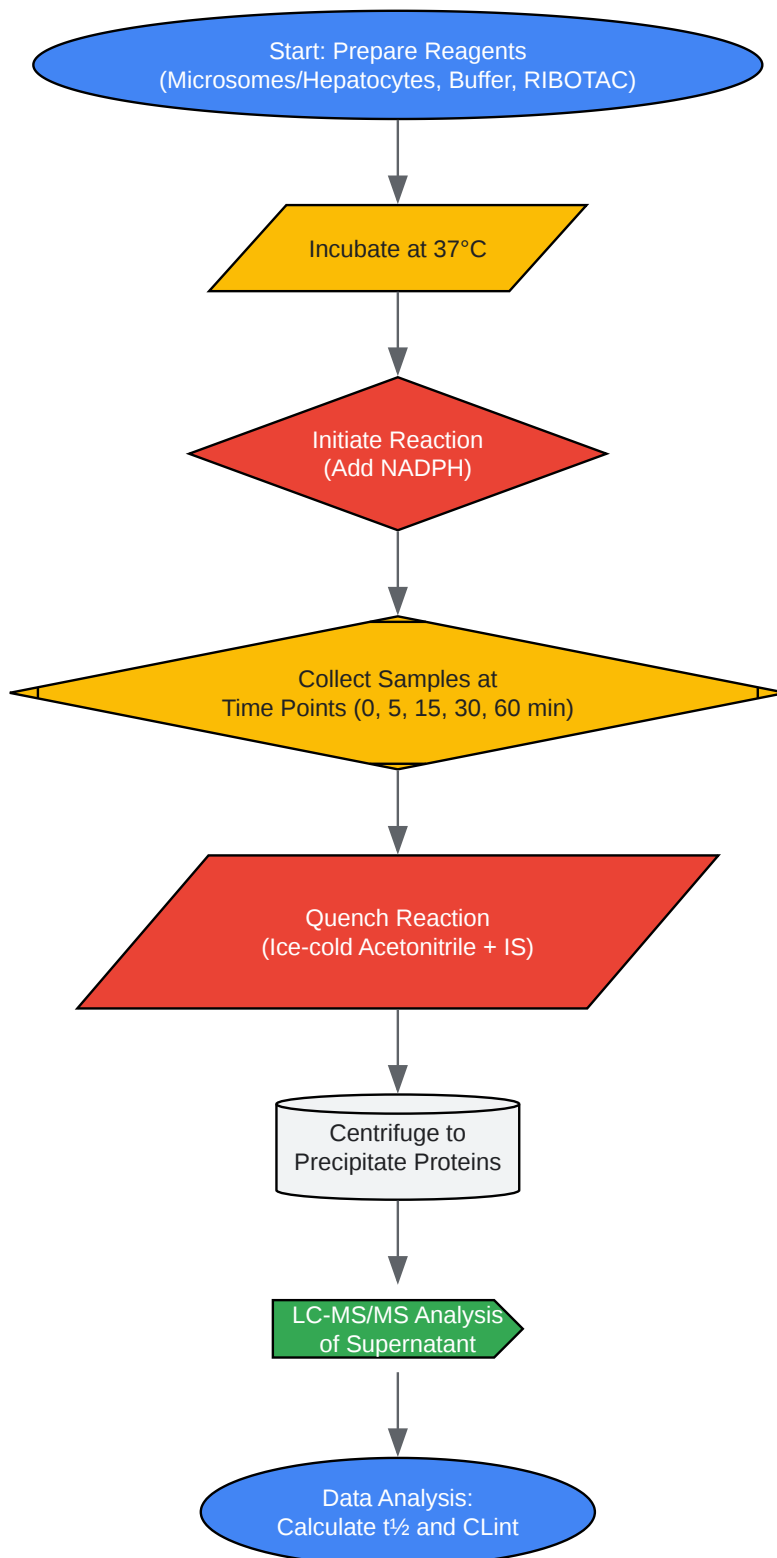 Start: Prepare Reagents
(Microsomes/Hepatocytes, Buffer, RIBOTAC)
Incubate at 37°C
Initiate Reaction
(Add NADPH)
Collect Samples at
Time Points (0, 5, 15, 30, 60 min)
Quench Reaction
(Ice-cold Acetonitrile + IS)
Centrifuge to
Precipitate Proteins
LC-MS/MS Analysis
of Supernatant
Data Analysis:
Calculate t½ and CLint